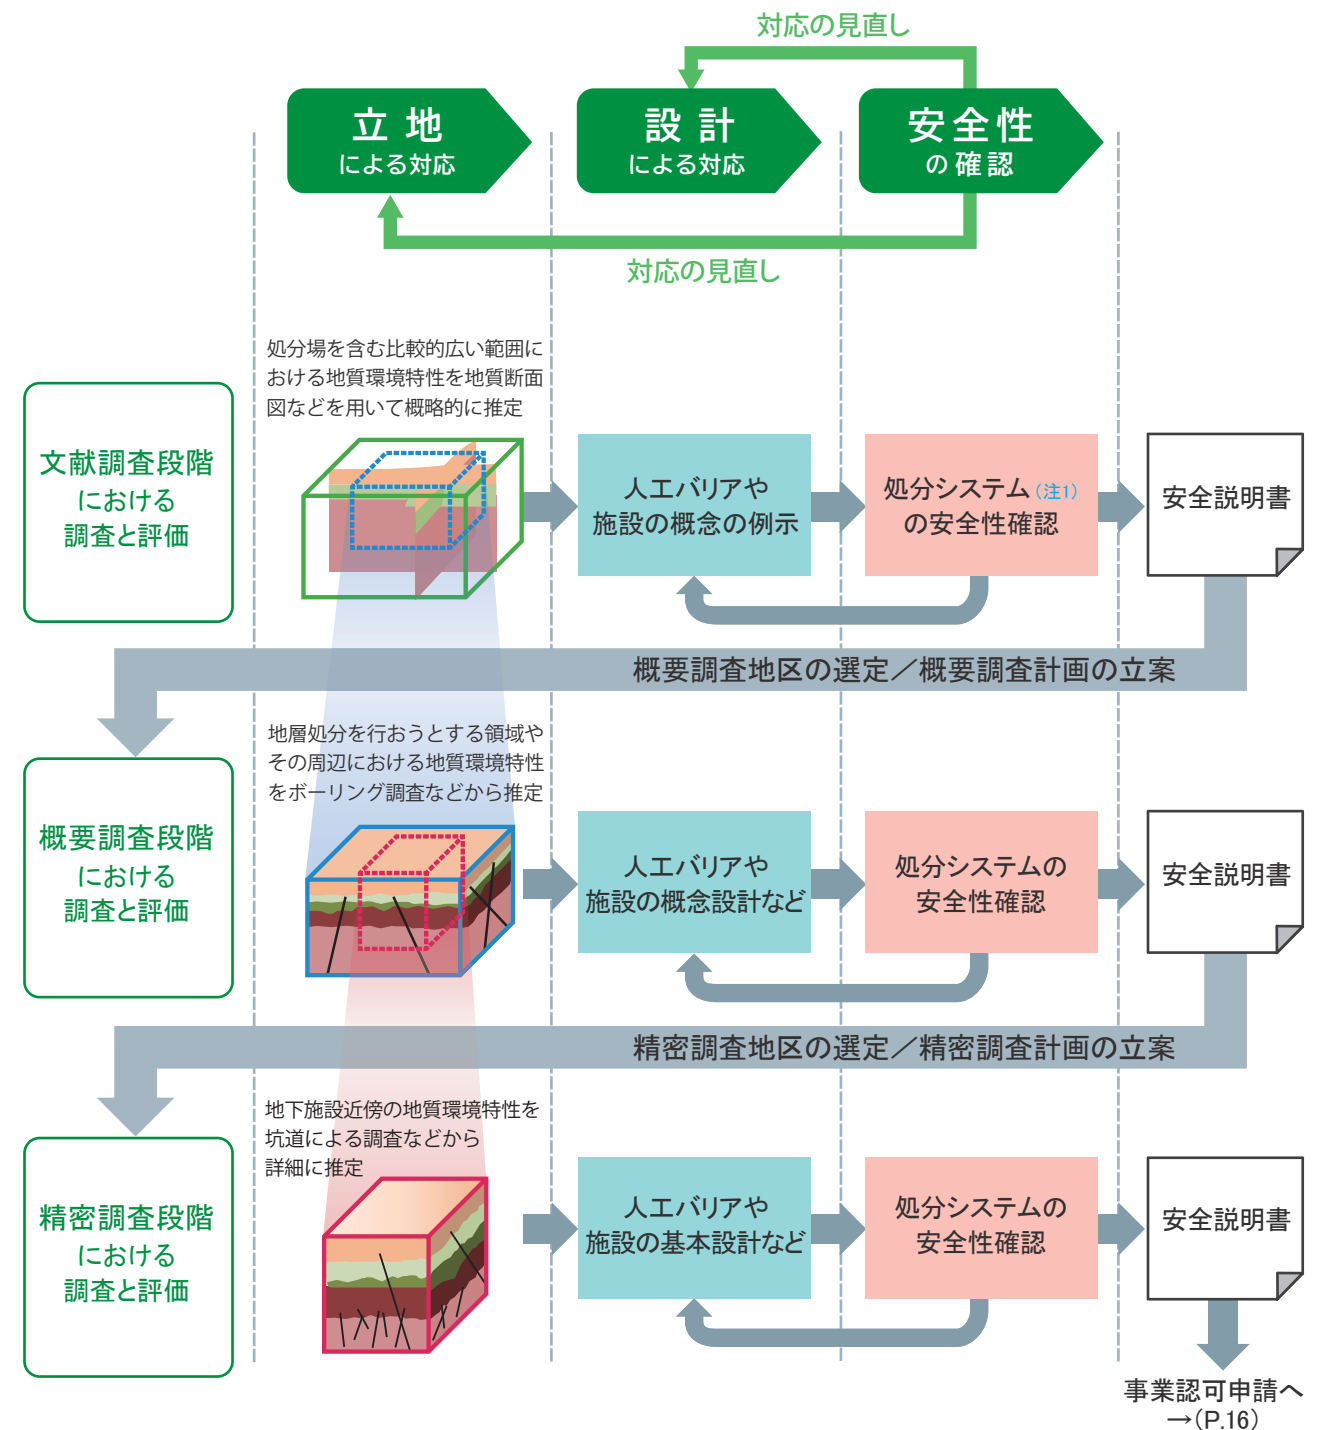 対応の見直し
立地
による対応
設計
による対応
安全性
の確認
対応の見直し
処分場を含む比較的広い範囲に
おける地質環境特性を地質断面
図などを用いて概略的に推定
文献調査段階
における
調査と評価
人工バリアや
施設の概念の例示
処分システム(注1)
の安全性確認
安全説明書
概要調査地区の選定／概要調査計画の立案
地層処分を行おうとする領域や
その周辺における地質環境特性
をボーリング調査などから推定
概要調査段階
における
調査と評価
人工バリアや
施設の概念設計など
処分システムの
安全性確認
安全説明書
精密調査地区の選定／精密調査計画の立案
地下施設近傍の地質環境特性を
坑道による調査などから
詳細に推定
精密調査段階
における
調査と評価
人工バリアや
施設の基本設計など
処分システムの
安全性確認
安全説明書
事業認可申請へ
→(P.16)